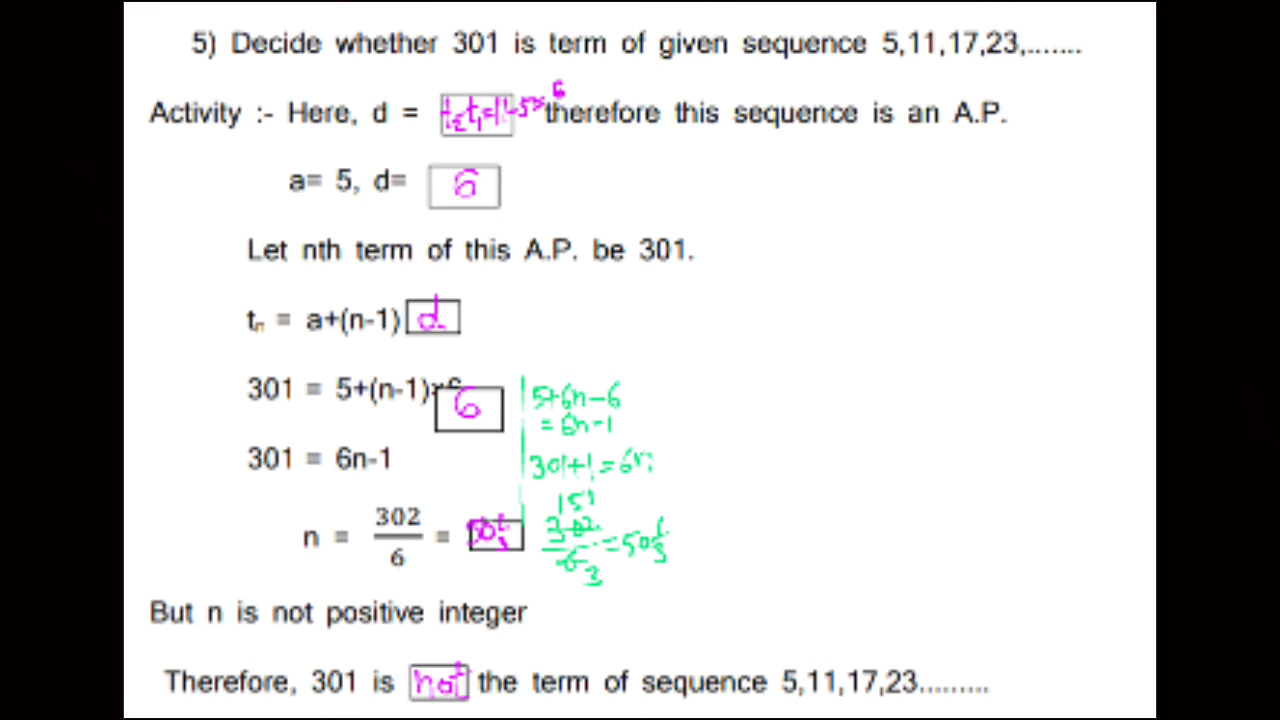 5) Decide whether 301 is term of given sequence 5,11,17,23,.......
Activity :- Here, d = t₂-t₁=11-5= 6 therefore this sequence is an A.P.
a= 5, d= 6
Let nth term of this A.P. be 301.
tₙ = a+(n-1) d
301 = 5+(n-1)×6 6
5+6n-6
= 6n-1
301 = 6n-1
301+1=6n
n = 302/6 = 50 1/3
151
302/6 = 50 1/3
3
But n is not positive integer
Therefore, 301 is not the term of sequence 5,11,17,23.........